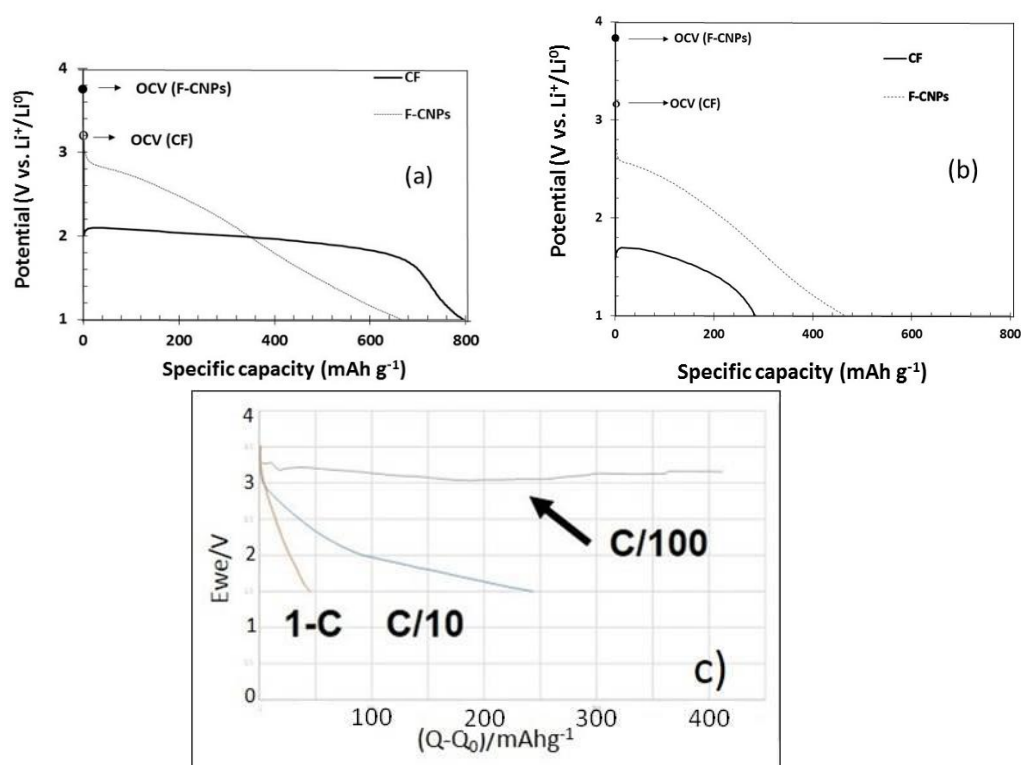 4
3
2
1
Potential (V vs. Li⁺/Li⁰)
OCV (F-CNPs)
OCV (CF)
CF
F-CNPs
(a)
0 200 400 600 800
Specific capacity (mAh g⁻¹)
4
3
2
1
Potential (V vs. Li⁺/Li⁰)
OCV (F-CNPs)
OCV (CF)
CF
F-CNPs
(b)
0 200 400 600 800
Specific capacity (mAh g⁻¹)
4
3
2
1
0
Ewe/V
C/100
1-C C/10
c)
100 200 300 400
(Q-Q₀)/mAhg⁻¹